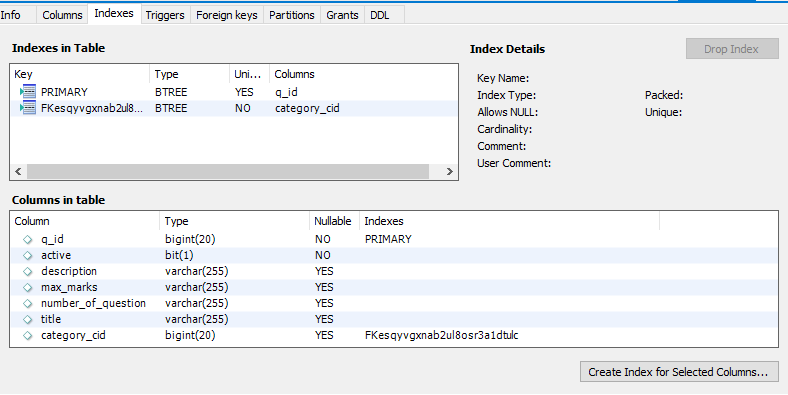 Info Columns Indexes Triggers Foreign keys Partitions Grants DDL
Indexes in Table
Key Type Uni... Columns
PRIMARY BTREE YES q_id
FKesqyvgxnab2ul8... BTREE NO category_cid
Index Details Drop Index
Key Name:
Index Type: Packed:
Allows NULL: Unique:
Cardinality:
Comment:
User Comment:
Columns in table
Column Type Nullable Indexes
q_id bigint(20) NO PRIMARY
active bit(1) NO
description varchar(255) YES
max_marks varchar(255) YES
number_of_question varchar(255) YES
title varchar(255) YES
category_cid bigint(20) YES FKesqyvgxnab2ul8osr3a1dtulc
Create Index for Selected Columns...